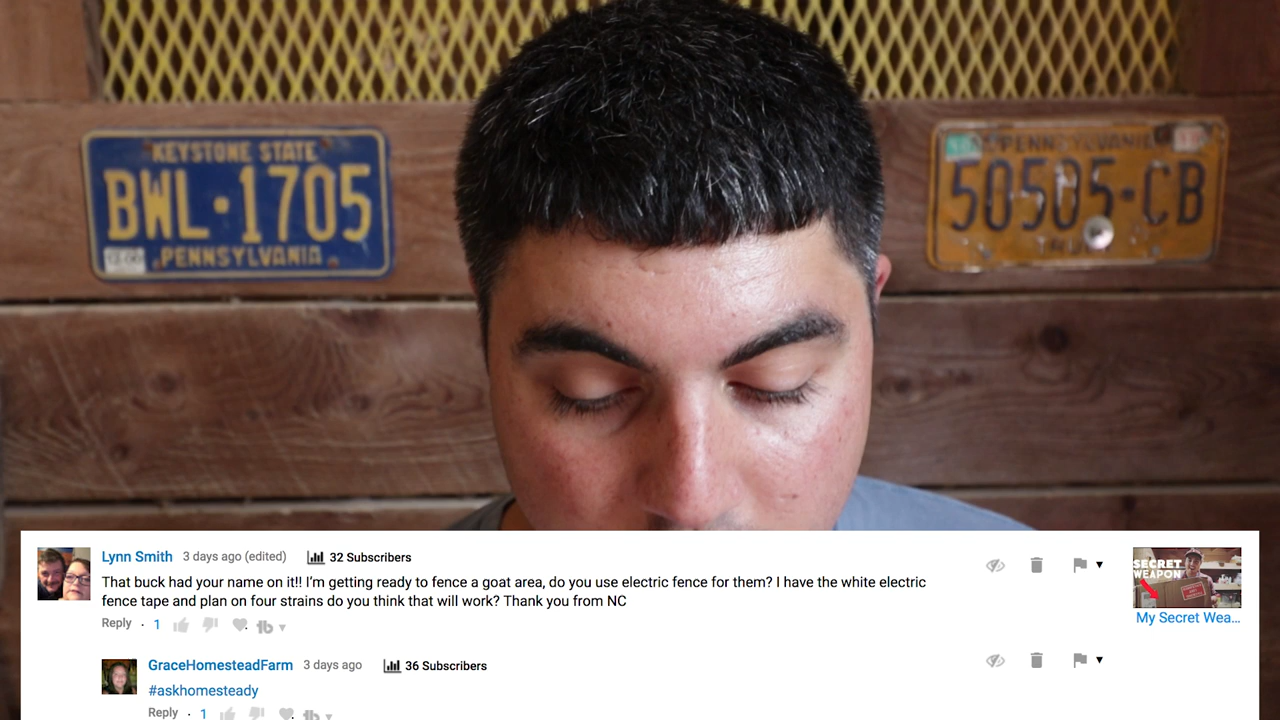 KEYSTONE STATE
BWL·1705
PENNSYLVANIA
PENNSYLVANIA
50505-CB
Lynn Smith 3 days ago (edited) 32 Subscribers
That buck had your name on it!! I'm getting ready to fence a goat area, do you use electric fence for them? I have the white electric
fence tape and plan on four strains do you think that will work? Thank you from NC
Reply · 1
SECRET
WEAPON
My Secret Wea...
GraceHomesteadFarm 3 days ago 36 Subscribers
#askhomesteady
Reply · 1